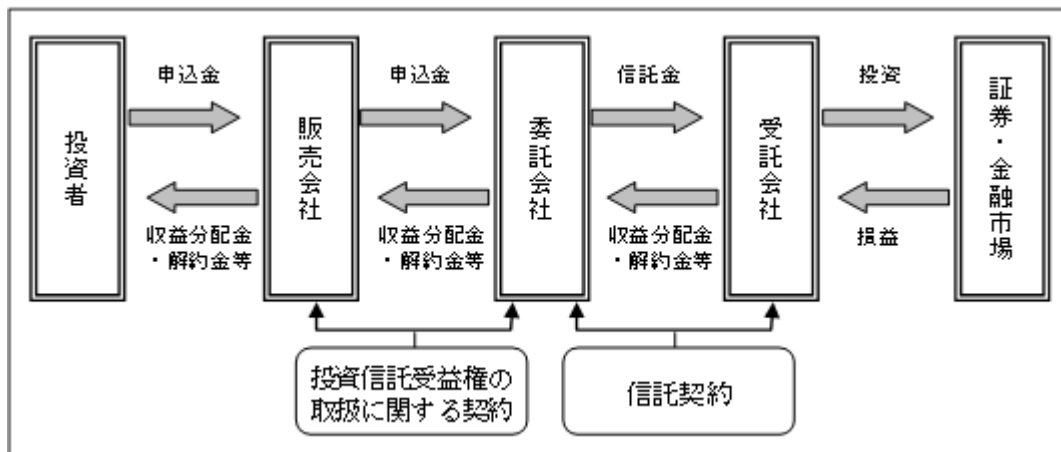 投資者
申込金
収益分配金
・解約金等
販売会社
申込金
収益分配金
・解約金等
委託会社
信託金
収益分配金
・解約金等
受託会社
投資
損益
証券・金融市場
投資信託受益権の
取扱に関する契約
信託契約